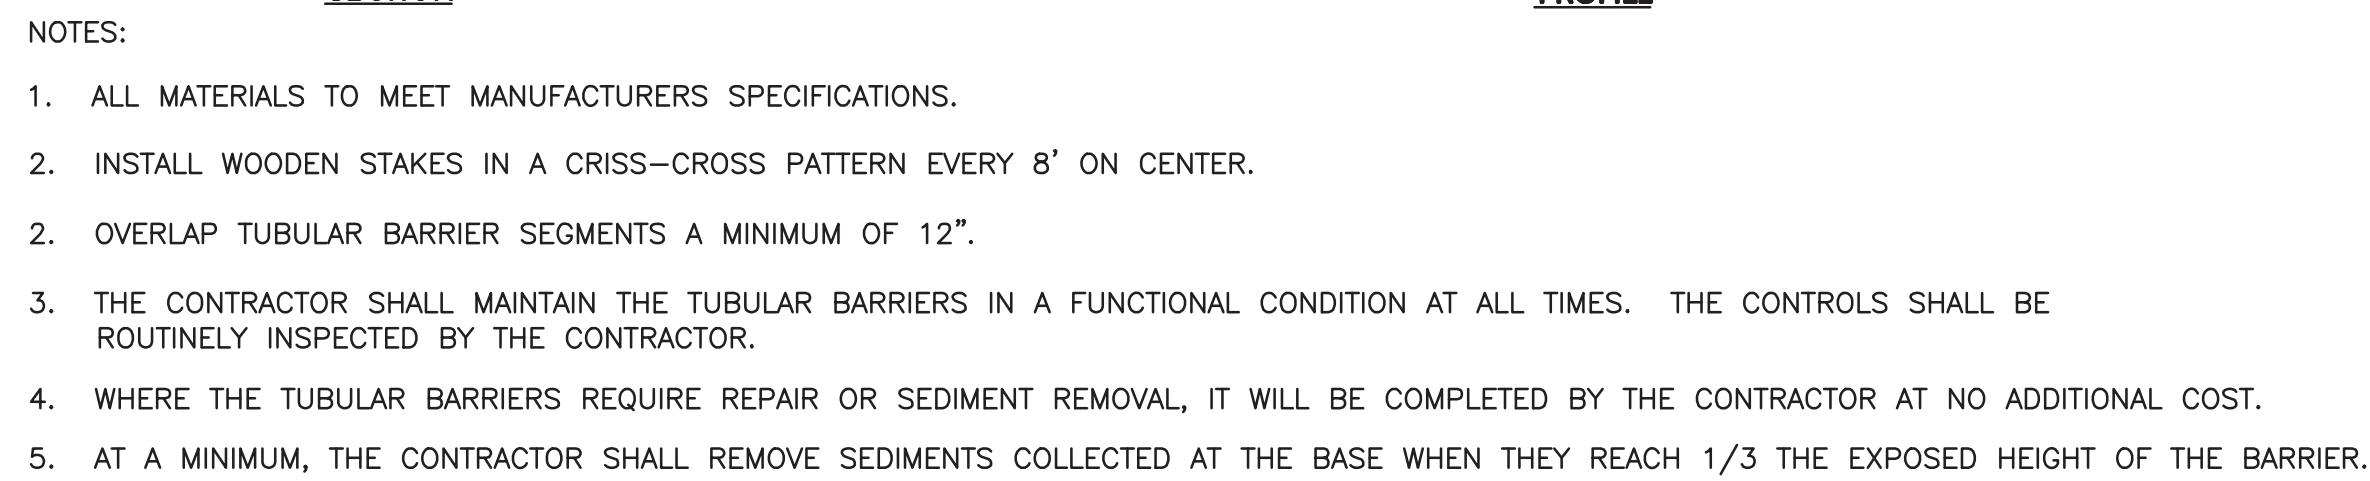 NOTES:
1. ALL MATERIALS TO MEET MANUFACTURERS SPECIFICATIONS.
2. INSTALL WOODEN STAKES IN A CRISS–CROSS PATTERN EVERY 8’ ON CENTER.
2. OVERLAP TUBULAR BARRIER SEGMENTS A MINIMUM OF 12”.
3. THE CONTRACTOR SHALL MAINTAIN THE TUBULAR BARRIERS IN A FUNCTIONAL CONDITION AT ALL TIMES. THE CONTROLS SHALL BE
ROUTINELY INSPECTED BY THE CONTRACTOR.
4. WHERE THE TUBULAR BARRIERS REQUIRE REPAIR OR SEDIMENT REMOVAL, IT WILL BE COMPLETED BY THE CONTRACTOR AT NO ADDITIONAL COST.
5. AT A MINIMUM, THE CONTRACTOR SHALL REMOVE SEDIMENTS COLLECTED AT THE BASE WHEN THEY REACH 1/3 THE EXPOSED HEIGHT OF THE BARRIER.